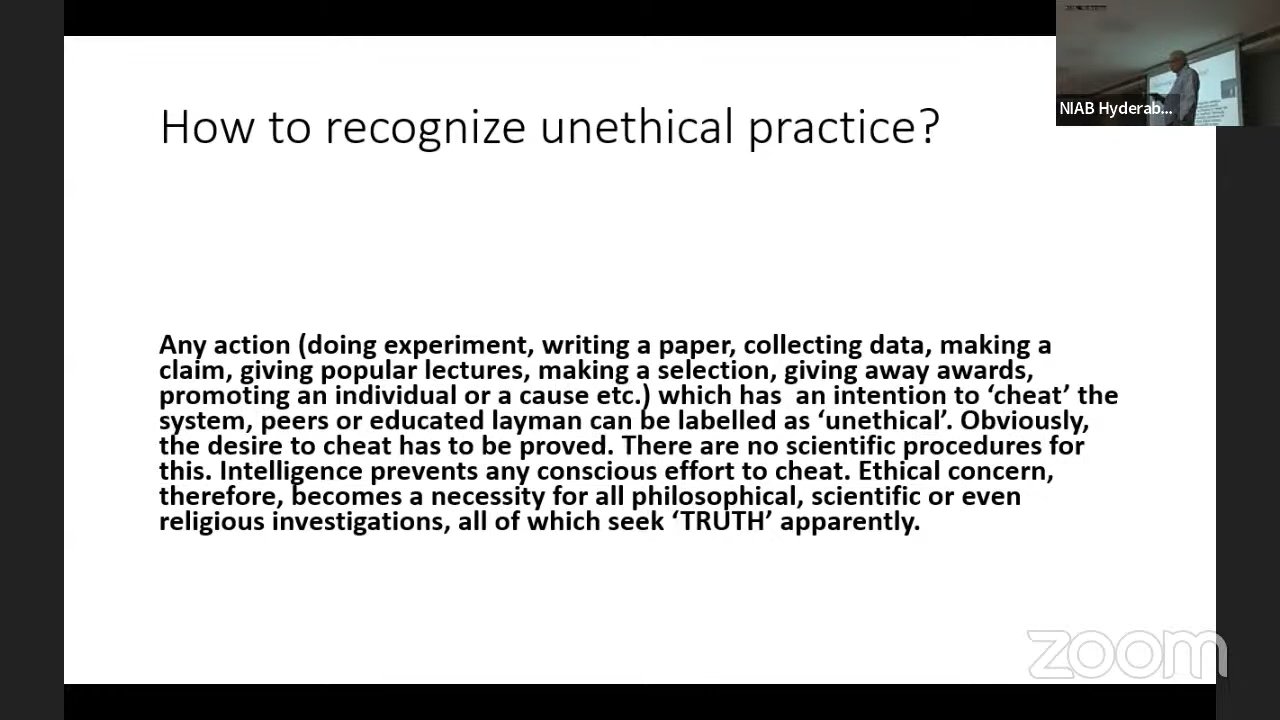 How to recognize unethical practice?
NIAB Hyderab...
Any action (doing experiment, writing a paper, collecting data, making a
claim, giving popular lectures, making a selection, giving away awards,
promoting an individual or a cause etc.) which has  an intention to ‘cheat’ the
system, peers or educated layman can be labelled as ‘unethical’. Obviously,
the desire to cheat has to be proved. There are no scientific procedures for
this. Intelligence prevents any conscious effort to cheat. Ethical concern,
therefore, becomes a necessity for all philosophical, scientific or even
religious investigations, all of which seek ‘TRUTH’ apparently.
zoom